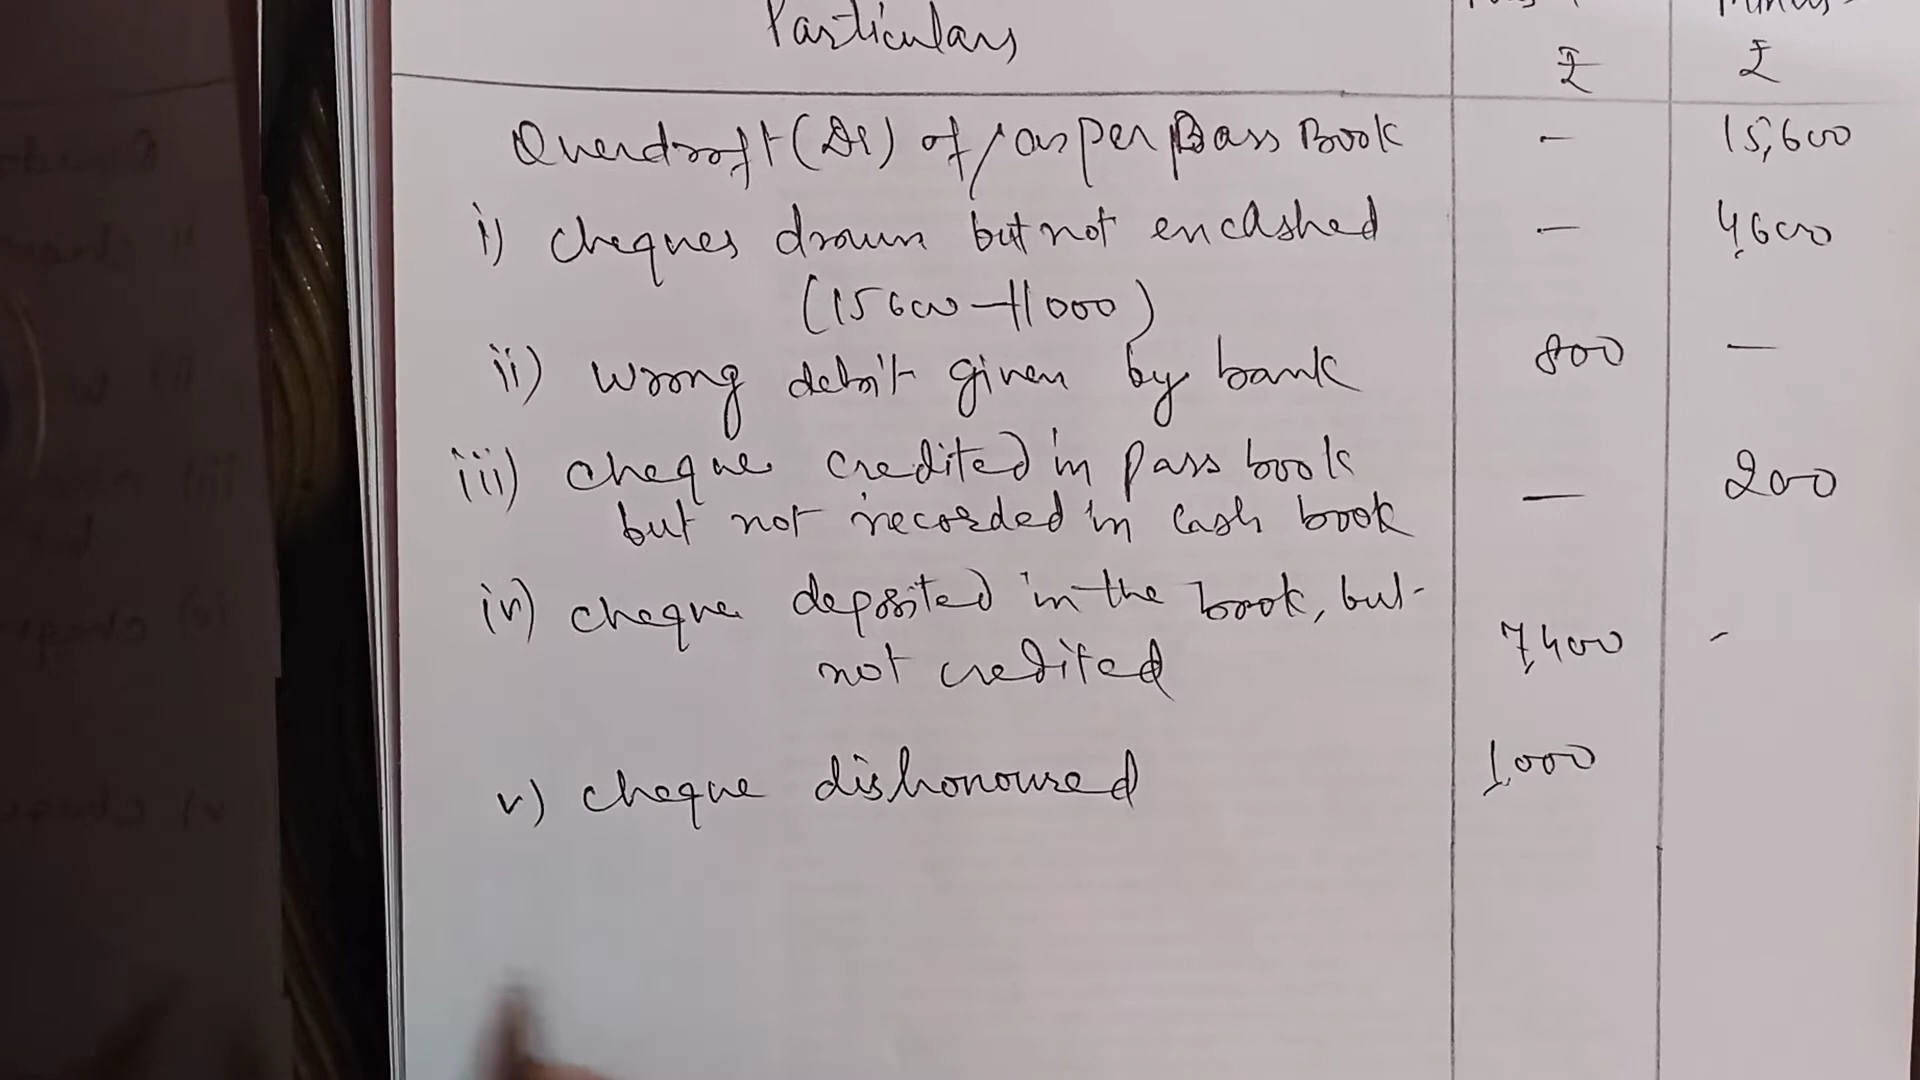 Particulars
₹ ₹
Overdraft (Dr) of / as per Pass Book - 15,600
i) cheques drawn but not encashed - 4,600
(15600-11000)
ii) wrong debit given by bank 800 -
iii) cheque credited in pass book
but not recorded in cash book - 200
iv) cheque deposited in the book, but-
not credited 7,400 -
v) cheque dishonoured 1,000